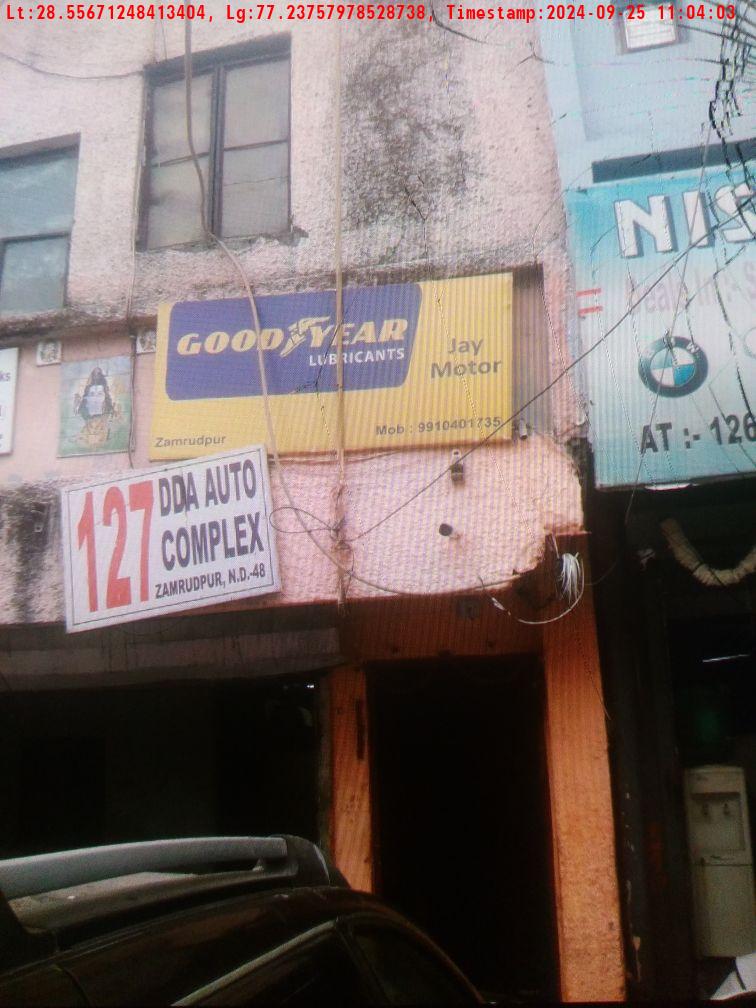 Lt:28.55671248413404, Lg:77.23757978528738, Timestamp:2024-09-25 11:04:03
NIS
GOODYEAR
LUBRICANTS
Jay
Motor
Zamrudpur
Mob : 9910401735
AT :- 126
127
DDA AUTO
COMPLEX
ZAMRUDPUR, N.D.-48
BMW